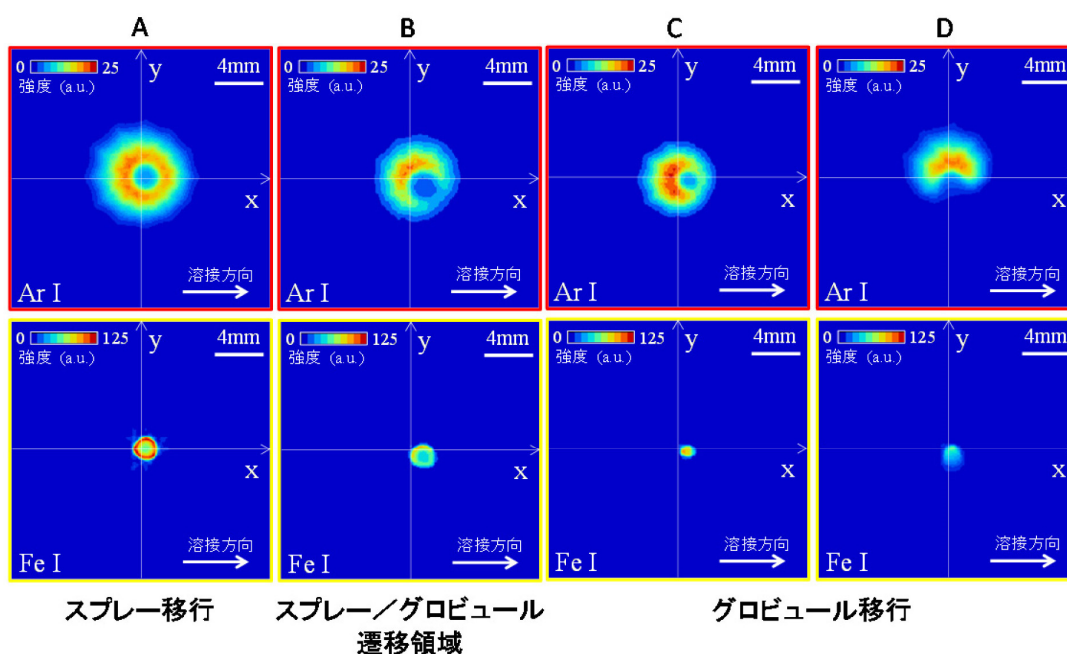 A
B
C
D
0 25
強度 (a.u.)
y
4mm
x
溶接方向
Ar I
0 25
強度 (a.u.)
y
4mm
x
溶接方向
Ar I
0 25
強度 (a.u.)
y
4mm
x
溶接方向
Ar I
0 25
強度 (a.u.)
y
4mm
x
溶接方向
Ar I
0 125
強度 (a.u.)
y
4mm
x
溶接方向
Fe I
0 125
強度 (a.u.)
y
4mm
x
溶接方向
Fe I
0 125
強度 (a.u.)
y
4mm
x
溶接方向
Fe I
0 125
強度 (a.u.)
y
4mm
x
溶接方向
Fe I
スプレー移行
スプレー／グロビュール
遷移領域
グロビュール移行